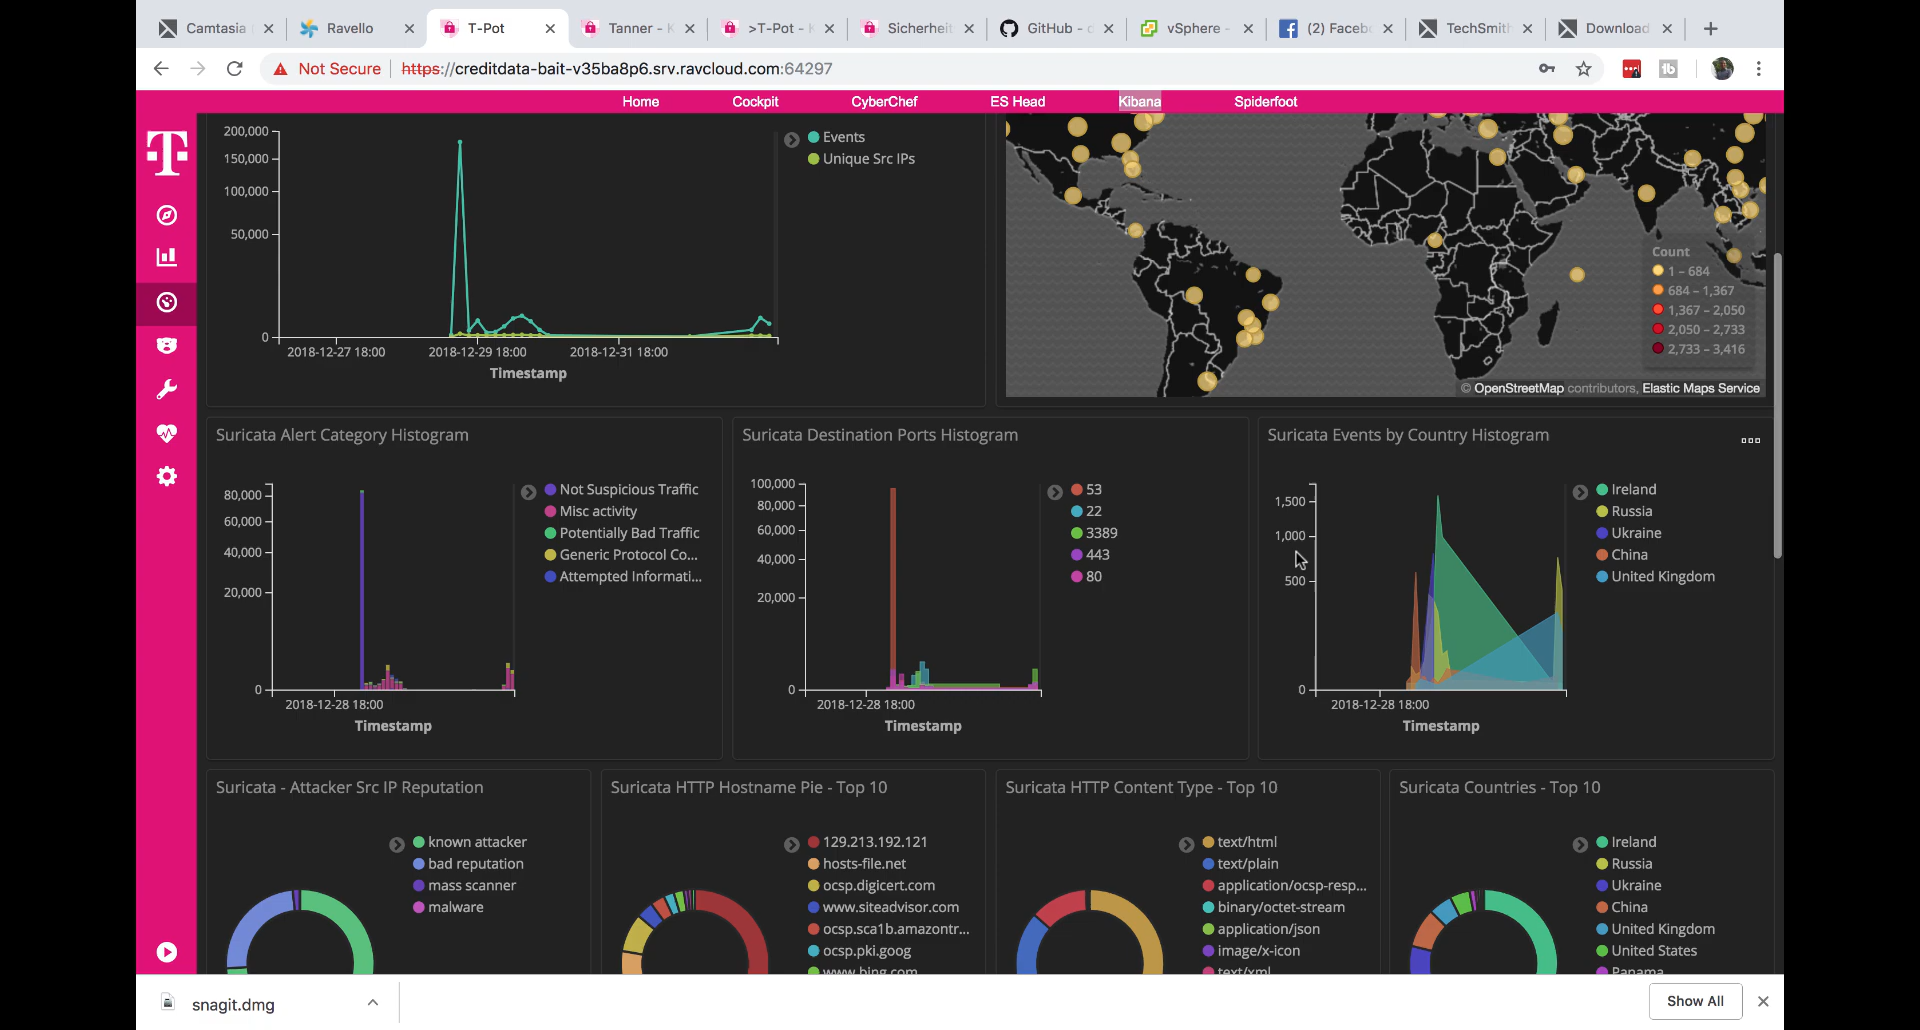 Camtasia
Ravello
T-Pot
Tanner - K
>T-Pot - K
Sicherheit
GitHub - d
vSphere -
(2) Faceb
TechSmith
Download
Not Secure
https://creditdata-bait-v35ba8p6.srv.ravcloud.com:64297
Home
Cockpit
CyberChef
ES Head
Kibana
Spiderfoot
T
200,000
150,000
100,000
50,000
0
2018-12-27 18:00
2018-12-29 18:00
2018-12-31 18:00
Timestamp
Events
Unique Src IPs
Count
1 – 684
684 – 1,367
1,367 – 2,050
2,050 – 2,733
2,733 – 3,416
© OpenStreetMap contributors, Elastic Maps Service
Suricata Alert Category Histogram
80,000
60,000
40,000
20,000
0
2018-12-28 18:00
Timestamp
Not Suspicious Traffic
Misc activity
Potentially Bad Traffic
Generic Protocol Co...
Attempted Informati...
Suricata Destination Ports Histogram
100,000
80,000
60,000
40,000
20,000
0
2018-12-28 18:00
Timestamp
53
22
3389
443
80
Suricata Events by Country Histogram
1,500
1,000
500
0
2018-12-28 18:00
Timestamp
Ireland
Russia
Ukraine
China
United Kingdom
Suricata - Attacker Src IP Reputation
known attacker
bad reputation
mass scanner
malware
Suricata HTTP Hostname Pie - Top 10
129.213.192.121
hosts-file.net
ocsp.digicert.com
www.siteadvisor.com
ocsp.sca1b.amazontr...
ocsp.pki.goog
www.bing.com
Suricata HTTP Content Type - Top 10
text/html
text/plain
application/ocsp-resp...
binary/octet-stream
application/json
image/x-icon
text/xml
Suricata Countries - Top 10
Ireland
Russia
Ukraine
China
United Kingdom
United States
Panama
snagit.dmg
Show All